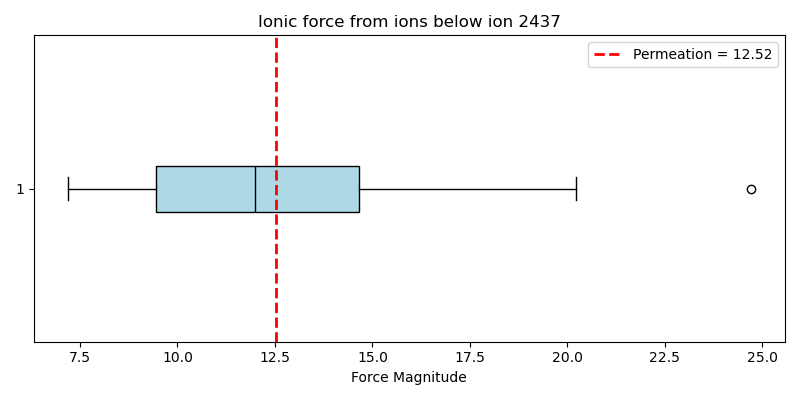 Ionic force from ions below ion 2437
Permeation = 12.52
1
7.5 10.0 12.5 15.0 17.5 20.0 22.5 25.0
Force Magnitude